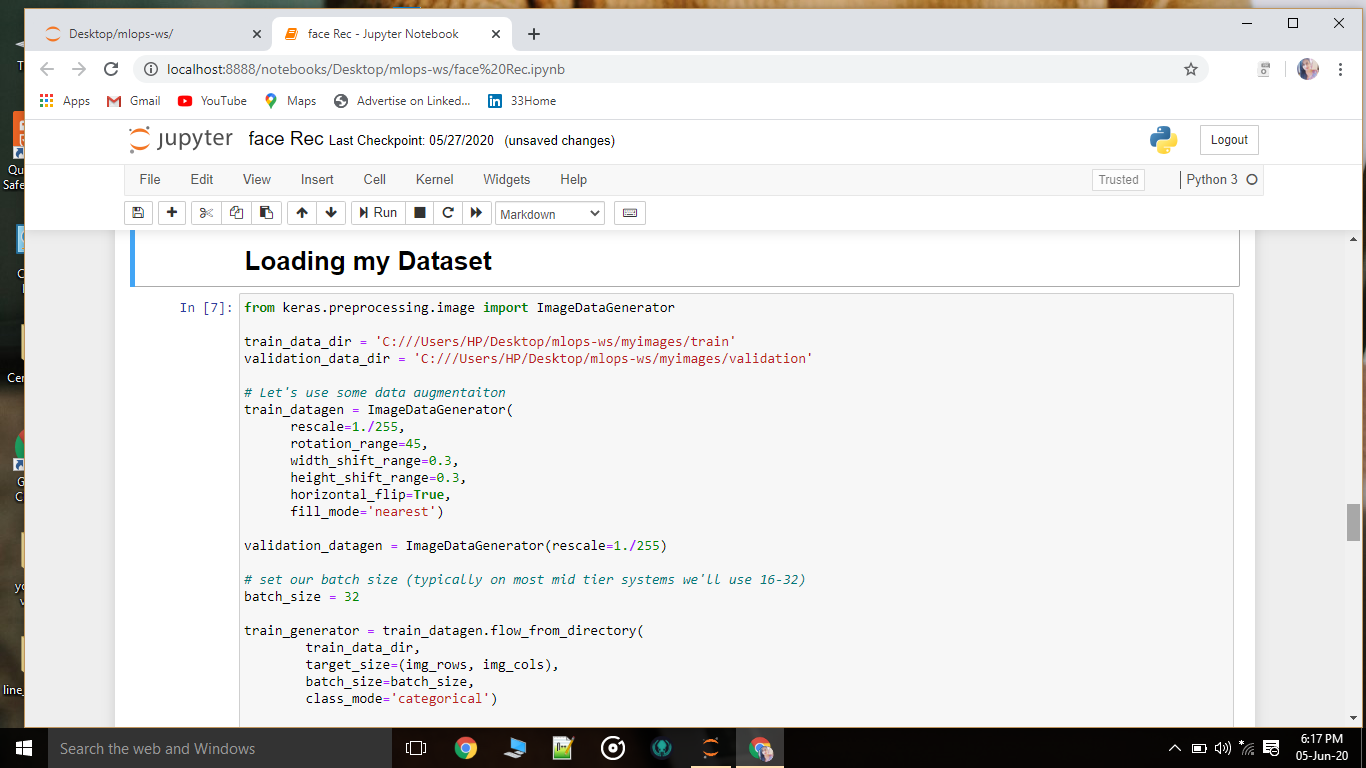 Desktop/mlops-ws/
face Rec - Jupyter Notebook
localhost:8888/notebooks/Desktop/mlops-ws/face%20Rec.ipynb
Apps
Gmail
YouTube
Maps
Advertise on Linked...
33Home
jupyter
face Rec Last Checkpoint: 05/27/2020 (unsaved changes)
Logout
File Edit View Insert Cell Kernel Widgets Help
Trusted
Python 3
Run
Markdown
Loading my Dataset
In [7]:
from keras.preprocessing.image import ImageDataGenerator
train_data_dir = 'C:///Users/HP/Desktop/mlops-ws/myimages/train'
validation_data_dir = 'C:///Users/HP/Desktop/mlops-ws/myimages/validation'
# Let's use some data augmentaiton
train_datagen = ImageDataGenerator(
rescale=1./255,
rotation_range=45,
width_shift_range=0.3,
height_shift_range=0.3,
horizontal_flip=True,
fill_mode='nearest')
validation_datagen = ImageDataGenerator(rescale=1./255)
# set our batch size (typically on most mid tier systems we'll use 16-32)
batch_size = 32
train_generator = train_datagen.flow_from_directory(
train_data_dir,
target_size=(img_rows, img_cols),
batch_size=batch_size,
class_mode='categorical')
Search the web and Windows
6:17 PM
05-Jun-20